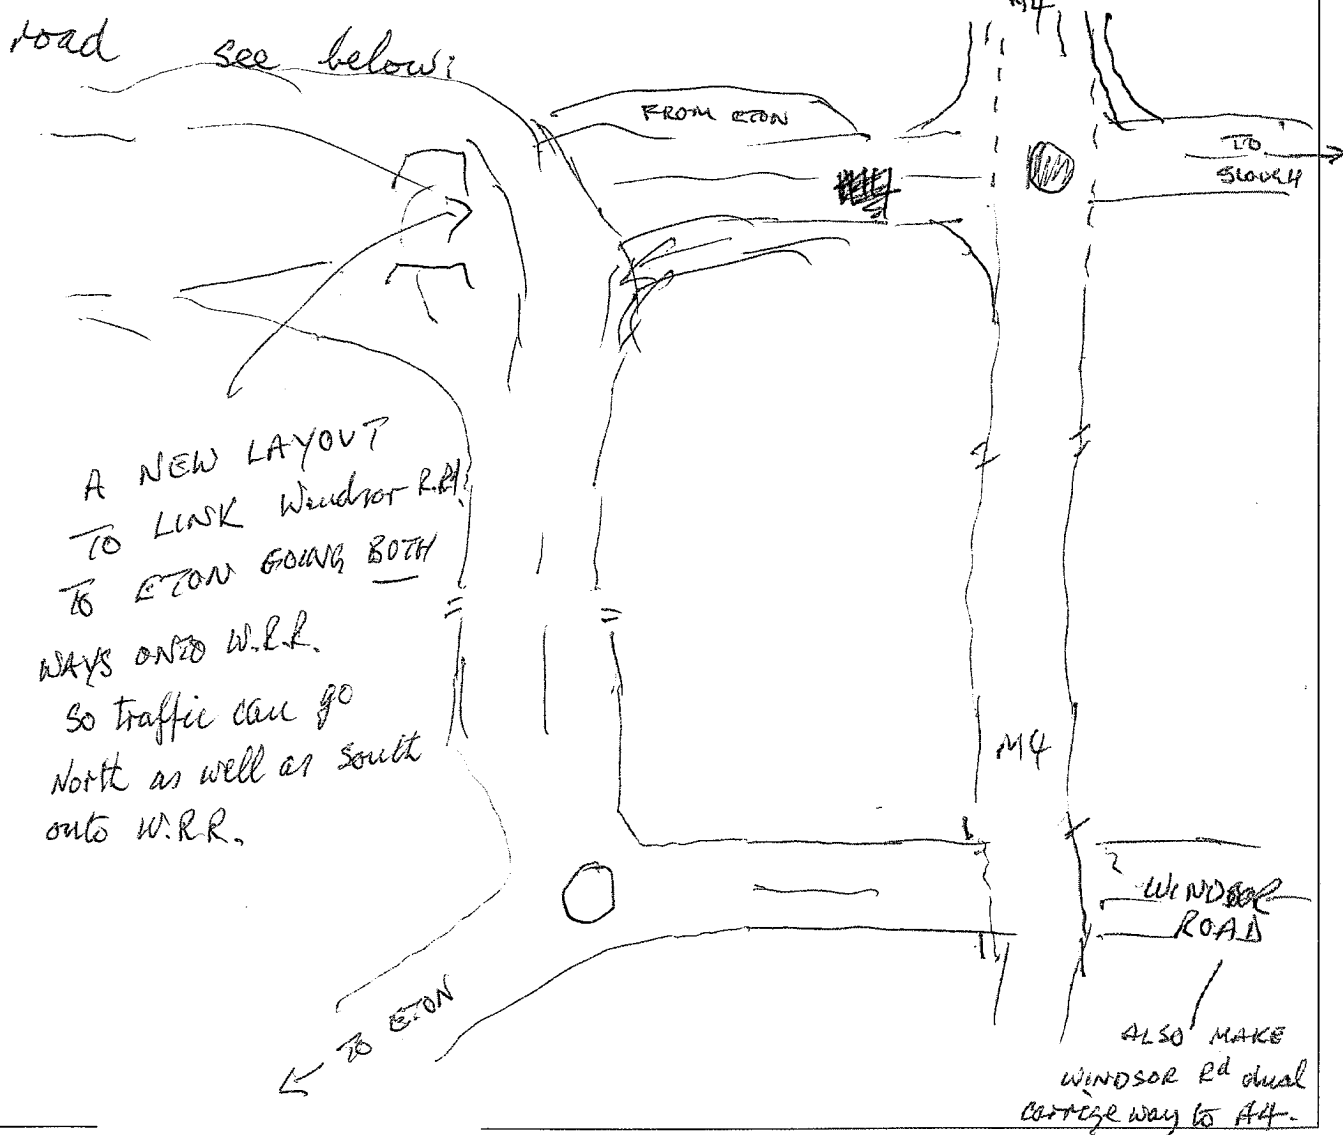 road see below:
M4
FROM ETON
TO
SLOUGH
A NEW LAYOUT
TO LINK Windsor R.Rd.
TO ETON GOING BOTH
WAYS ONTO W.R.R.
So traffic can go
North as well as South
onto W.R.R.
M4
WINDSOR
ROAD
TO ETON
ALSO MAKE
WINDSOR Rd dual
carrigeway to A4.